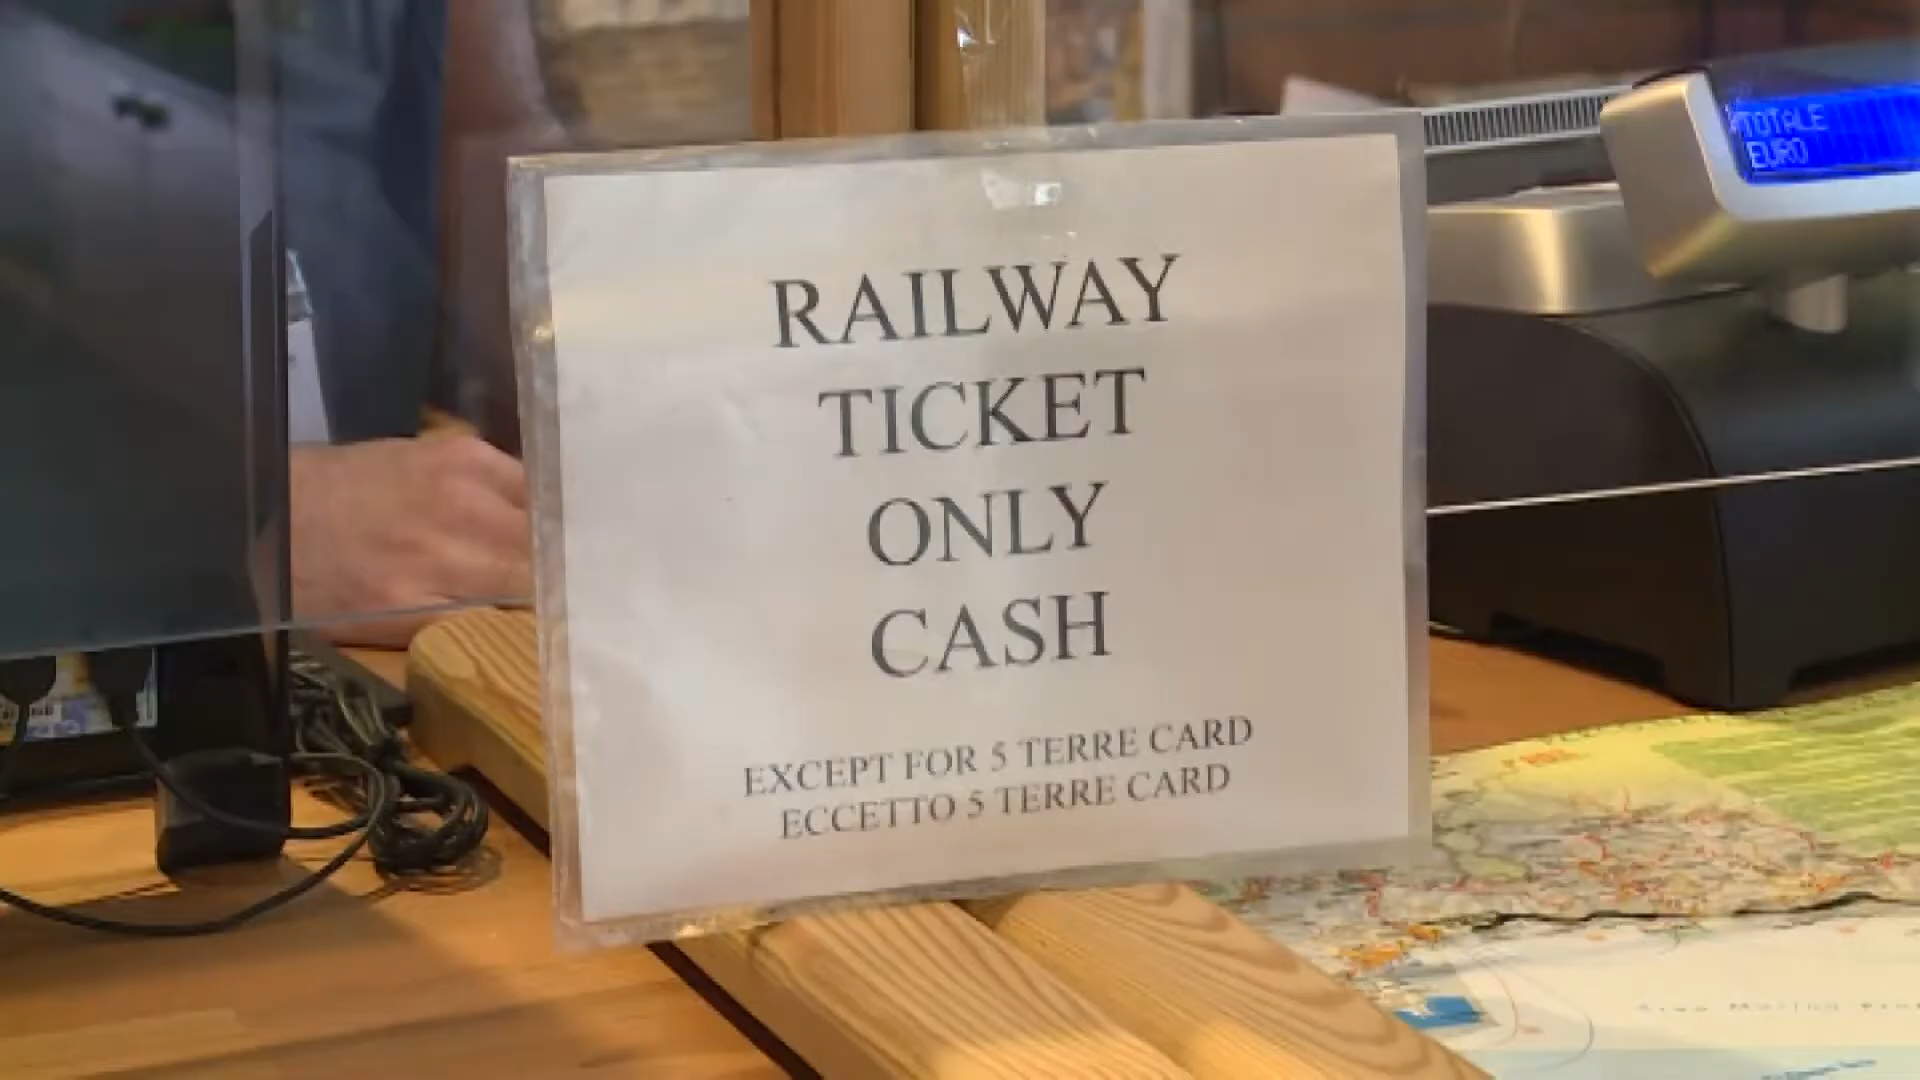 RAILWAY
TICKET
ONLY
CASH
EXCEPT FOR 5 TERRE CARD
ECCETTO 5 TERRE CARD
TOTALE
EURO